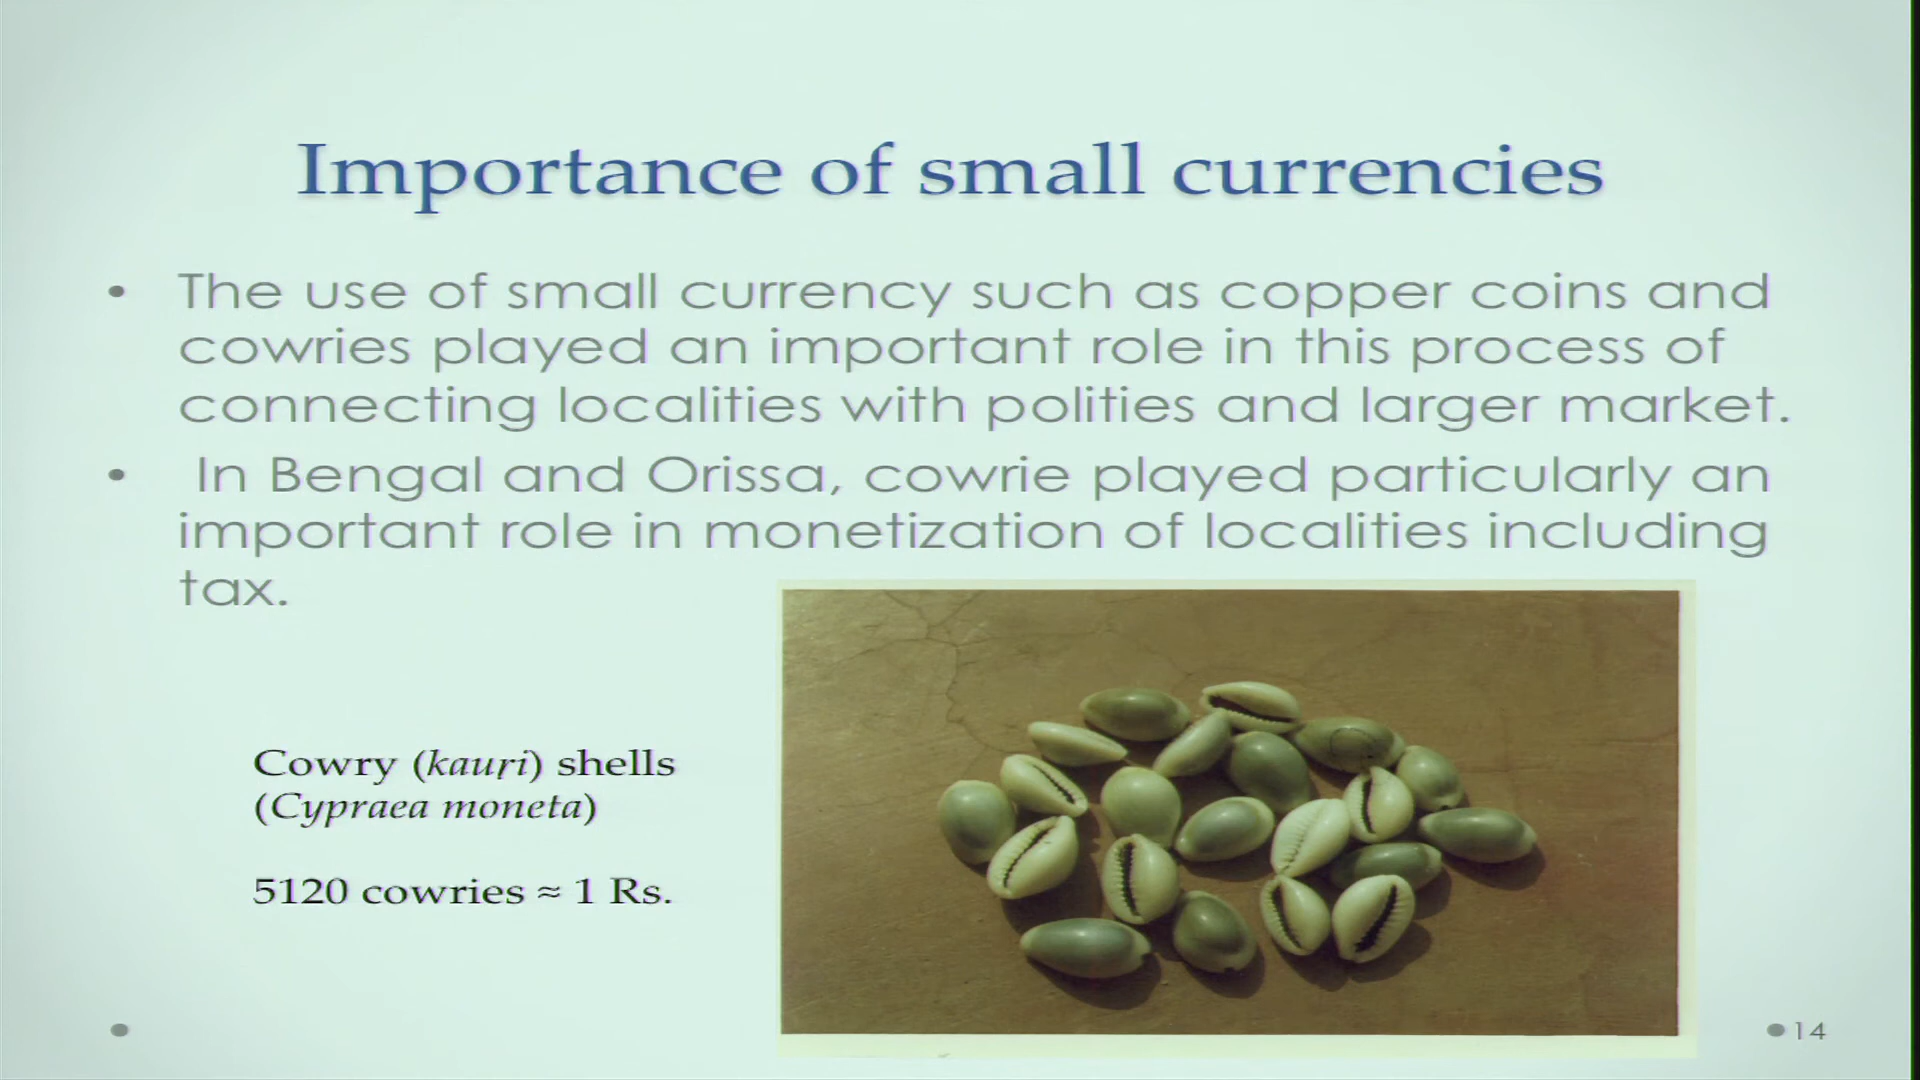 Importance of small currencies
• The use of small currency such as copper coins and
cowries played an important role in this process of
connecting localities with polities and larger market.
• In Bengal and Orissa, cowrie played particularly an
important role in monetization of localities including
tax.
Cowry (kauri) shells
(Cypraea moneta)
5120 cowries ≈ 1 Rs.
14